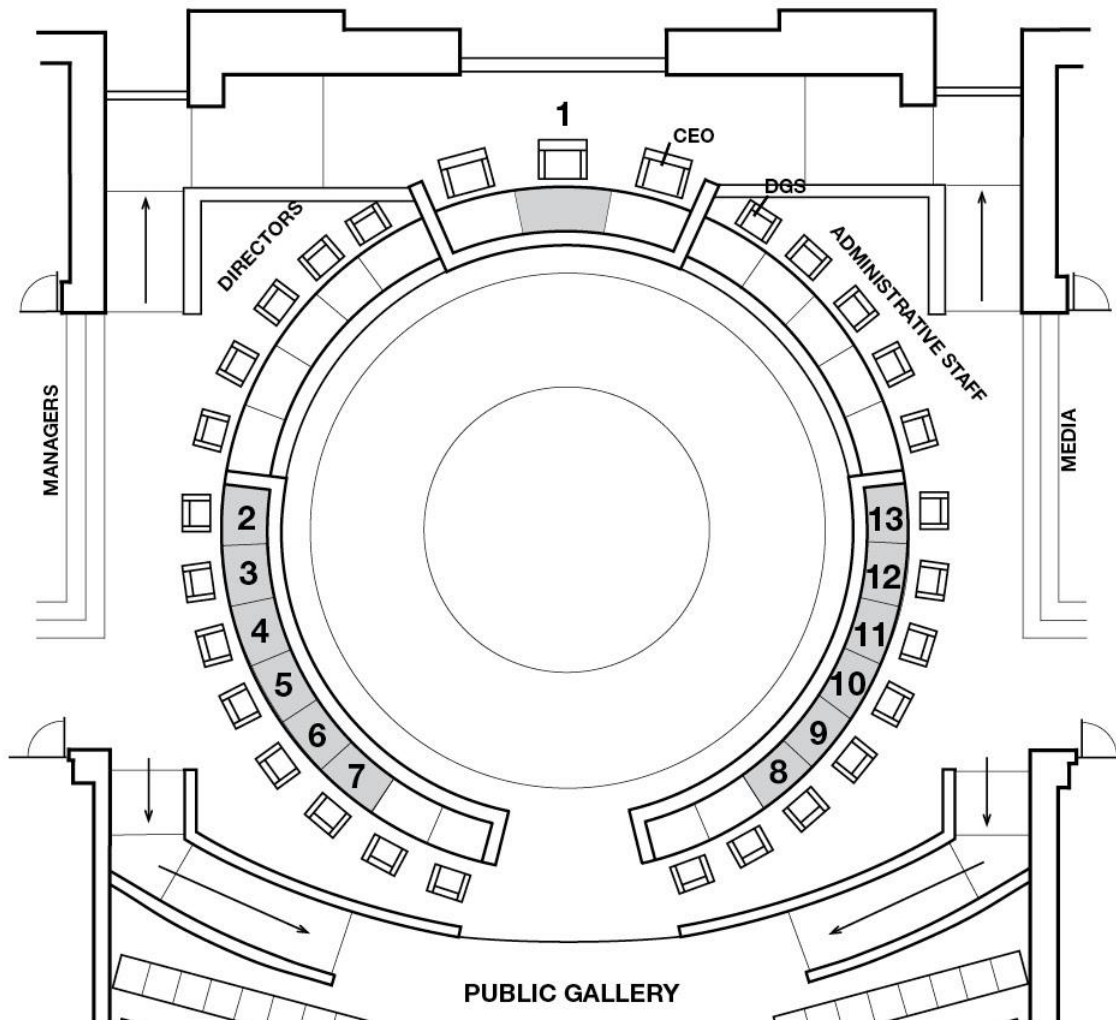 1
CEO
DGS
DIRECTORS
ADMINISTRATIVE STAFF
MANAGERS
MEDIA
2
13
3
12
4
11
5
10
6
9
7
8
PUBLIC GALLERY